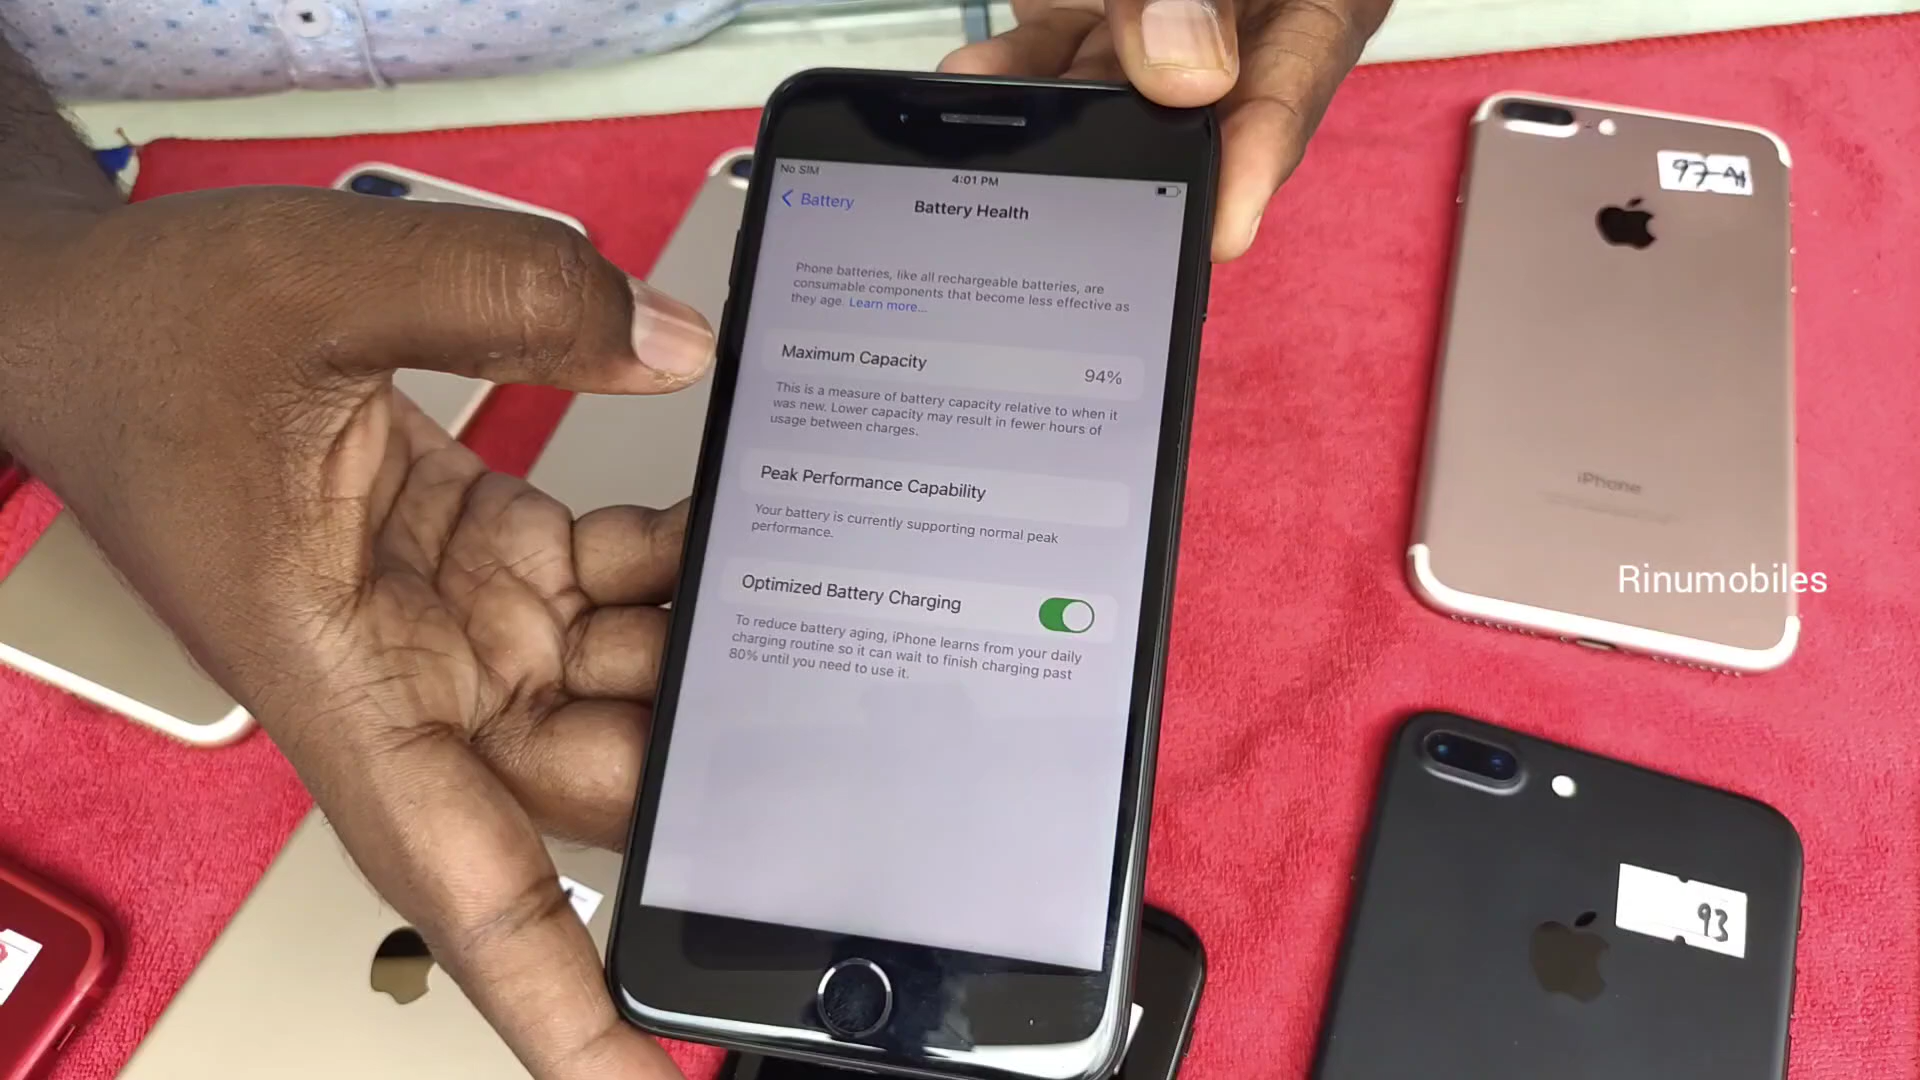 No SIM
4:01 PM
Battery
Battery Health
Phone batteries, like all rechargeable batteries, are
consumable components that become less effective as
they age. Learn more...
Maximum Capacity
94%
This is a measure of battery capacity relative to when it
was new. Lower capacity may result in fewer hours of
usage between charges.
Peak Performance Capability
Your battery is currently supporting normal peak
performance.
Optimized Battery Charging
To reduce battery aging, iPhone learns from your daily
charging routine so it can wait to finish charging past
80% until you need to use it.
iPhone
Rinumobiles
93